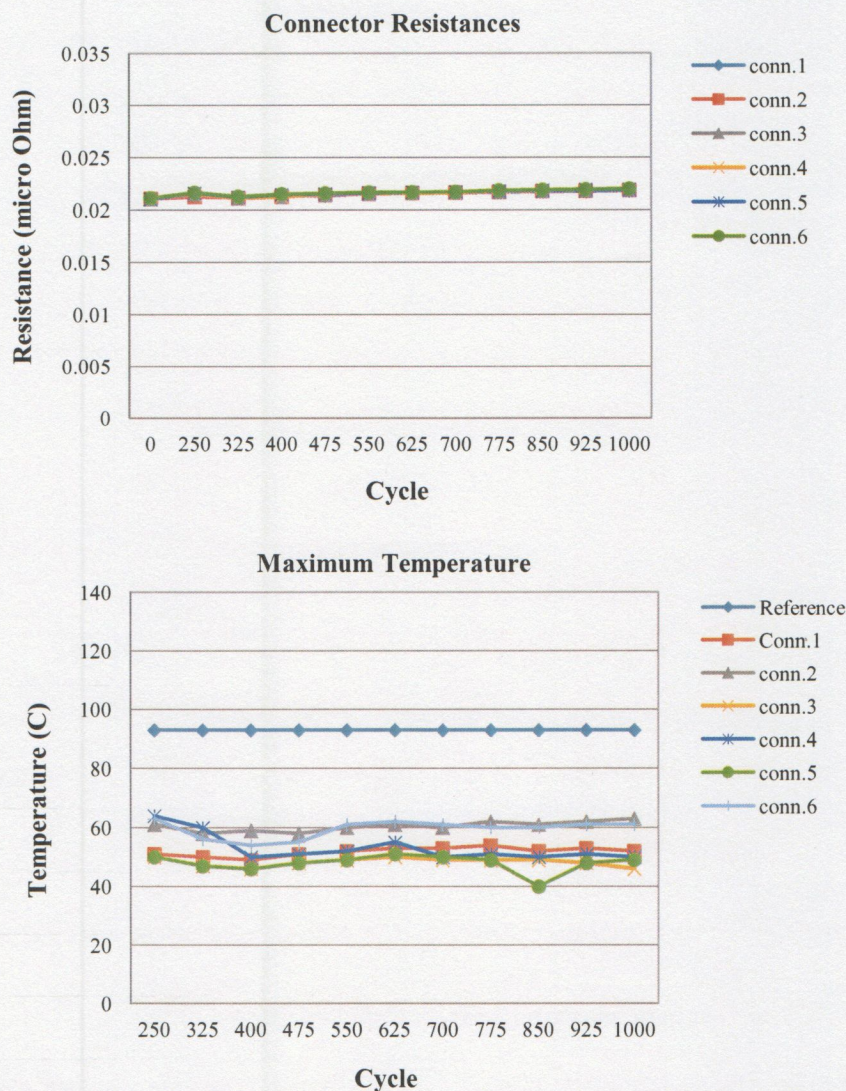 Connector Resistances
0.035
0.03
0.025
0.02
0.015
0.01
0.005
0
Resistance (micro Ohm)
0 250 325 400 475 550 625 700 775 850 925 1000
Cycle
conn.1
conn.2
conn.3
conn.4
conn.5
conn.6
Maximum Temperature
140
120
100
80
60
40
20
0
Temperature (C)
250 325 400 475 550 625 700 775 850 925 1000
Cycle
Reference
Conn.1
conn.2
conn.3
conn.4
conn.5
conn.6